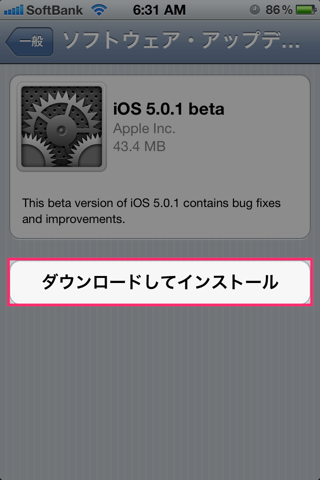 SoftBank 6:31 AM 86%
一般 ソフトウェア・アップデ...
iOS 5.0.1 beta
Apple Inc.
43.4 MB
This beta version of iOS 5.0.1 contains bug fixes
and improvements.
ダウンロードしてインストール